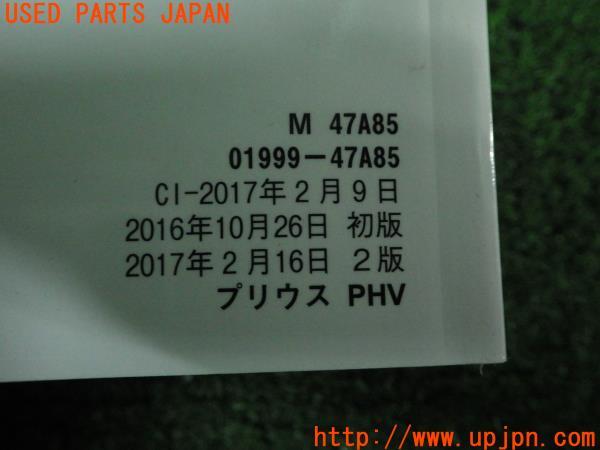 USED PARTS JAPAN
M 47A85
01999-47A85
CI-2017年2月9日
2016年10月26日 初版
2017年2月16日 2版
プリウス PHV
http://www.upjpn.com/